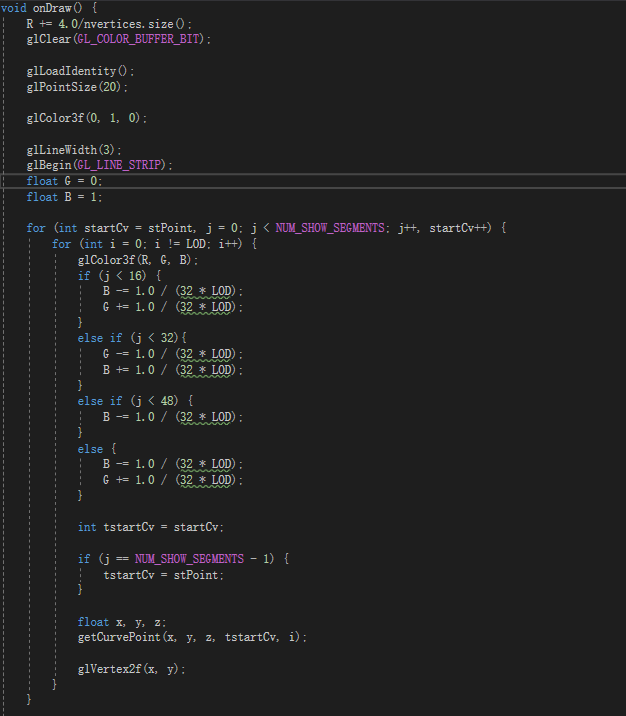 void onDraw() {
R += 4.0/nvertices.size();
glClear(GL_COLOR_BUFFER_BIT);
glLoadIdentity();
glPointSize(20);
glColor3f(0, 1, 0);
glLineWidth(3);
glBegin(GL_LINE_STRIP);
float G = 0;
float B = 1;
for (int startCv = stPoint, j = 0; j < NUM_SHOW_SEGMENTS; j++, startCv++) {
for (int i = 0; i != LOD; i++) {
glColor3f(R, G, B);
if (j < 16) {
B -= 1.0 / (32 * LOD);
G += 1.0 / (32 * LOD);
}
else if (j < 32){
G -= 1.0 / (32 * LOD);
B += 1.0 / (32 * LOD);
}
else if (j < 48) {
B -= 1.0 / (32 * LOD);
}
else {
B -= 1.0 / (32 * LOD);
G += 1.0 / (32 * LOD);
}
int tstartCv = startCv;
if (j == NUM_SHOW_SEGMENTS - 1) {
tstartCv = stPoint;
}
float x, y, z;
getCurvePoint(x, y, z, tstartCv, i);
glVertex2f(x, y);
}
}